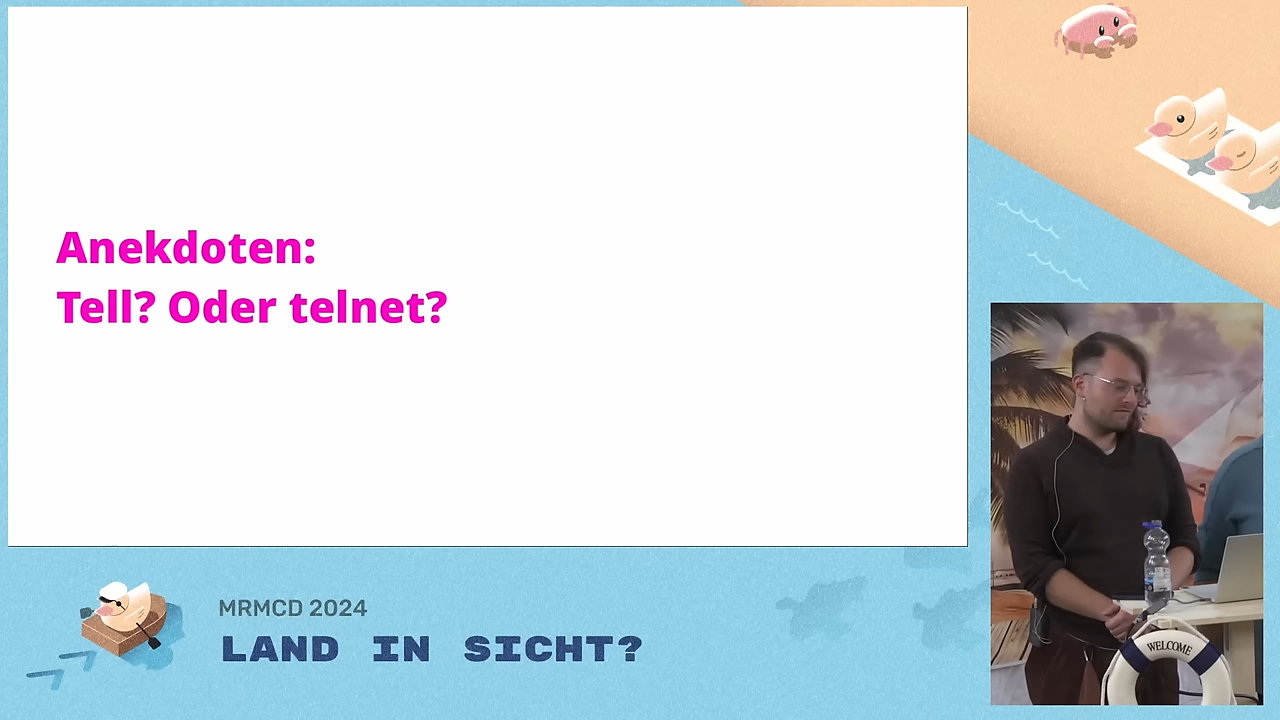 Anekdoten:
Tell? Oder telnet?
MRMCD 2024
LAND IN SICHT?
WELCOME